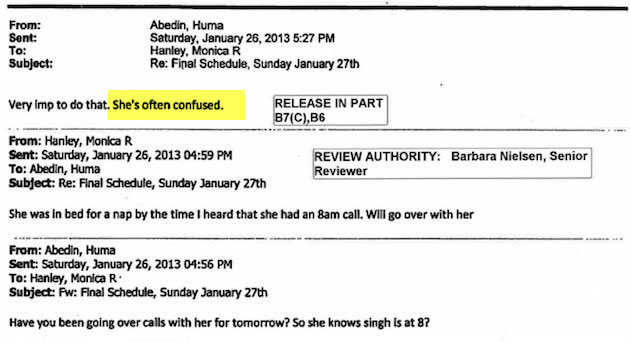 From: Abedin, Huma
Sent: Saturday, January 26, 2013 5:27 PM
To: Hanley, Monica R
Subject: Re: Final Schedule, Sunday January 27th
Very imp to do that. She's often confused.
RELEASE IN PART
B7(C),B6
From: Hanley, Monica R
Sent: Saturday, January 26, 2013 04:59 PM
To: Abedin, Huma
Subject: Re: Final Schedule, Sunday January 27th
REVIEW AUTHORITY: Barbara Nielsen, Senior
Reviewer
She was in bed for a nap by the time I heard that she had an 8am call. Will go over with her
From: Abedin, Huma
Sent: Saturday, January 26, 2013 04:56 PM
To: Hanley, Monica R
Subject: Fw: Final Schedule, Sunday January 27th
Have you been going over calls with her for tomorrow? So she knows singh is at 8?